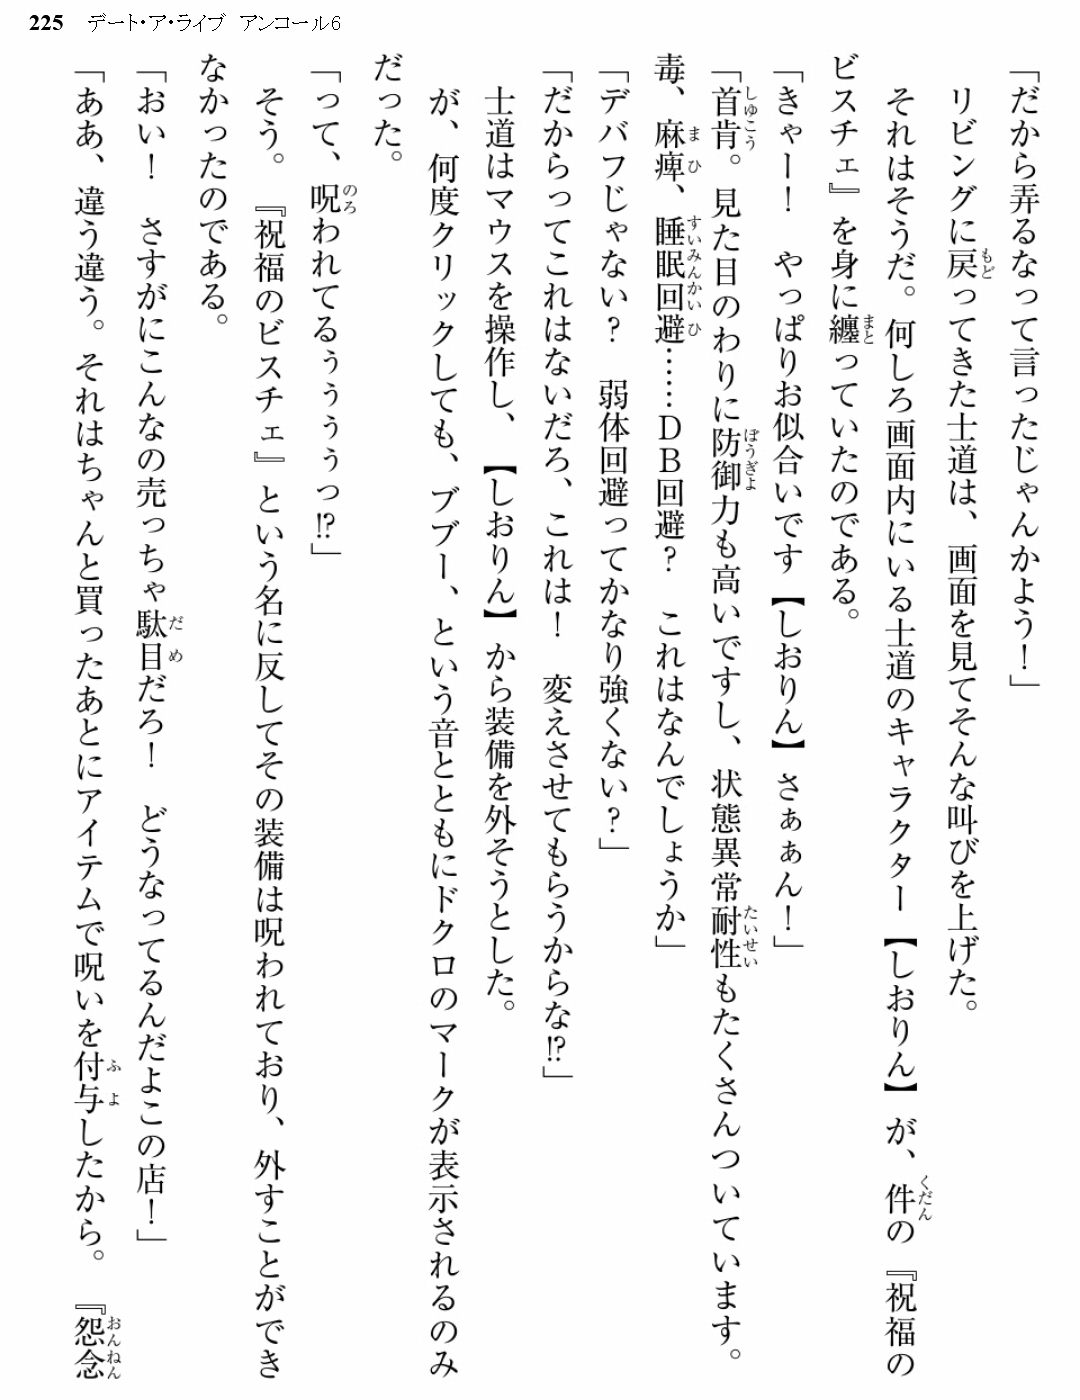 225 デート・ア・ライブ アンコール6
「だから弄るなって言ったじゃんかよう！」
リビングに戻ってきた士道は、画面を見てそんな叫びを上げた。
それはそうだ。何しろ画面内にいる士道のキャラクター【しおりん】が、件の『祝福の
ビスチェ』を身に纏っていたのである。
「きゃー！　やっぱりお似合いです【しおりん】さぁぁん！」
「首肯。見た目のわりに防御力も高いですし、状態異常耐性もたくさんついています。
毒、麻痺、睡眠回避……ＤＢ回避？　これはなんでしょうか」
「デバフじゃない？　弱体回避ってかなり強くない？」
「だからってこれはないだろ、これは！　変えさせてもらうからな!?」
士道はマウスを操作し、【しおりん】から装備を外そうとした。
が、何度クリックしても、ブブー、という音とともにドクロのマークが表示されるのみ
だった。
「って、呪われてるぅぅぅぅっ!?」
そう。『祝福のビスチェ』という名に反してその装備は呪われており、外すことができ
なかったのである。
「おい！　さすがにこんなの売っちゃ駄目だろ！　どうなってるんだよこの店！」
「ああ、違う違う。それはちゃんと買ったあとにアイテムで呪いを付与したから。『怨念